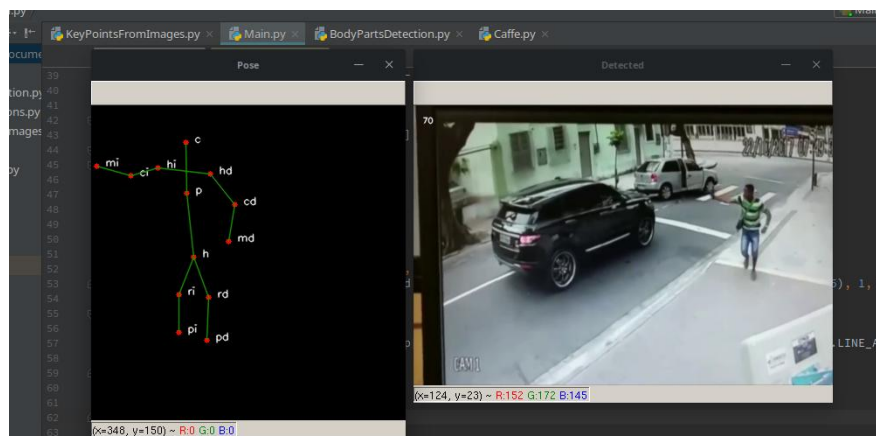 KeyPointsFromImages.py × Main.py × BodyPartsDetection.py × Caffe.py ×
Pose — ×
Detected — ×
39
40
41
42
43
44
45
46
47
48
49
50
51
52
53
54
55
56
57
58
59
60
61
62
63
ocume
tion.py
ons.py
mages
py
c
mi
ci
hi
hd
p
cd
md
h
ri
rd
pi
pd
(x=348, y=150) ~ R:0 G:0 B:0
70
CAM 1
(x=124, y=23) ~ R:152 G:172 B:145
), 1,
.LINE_A